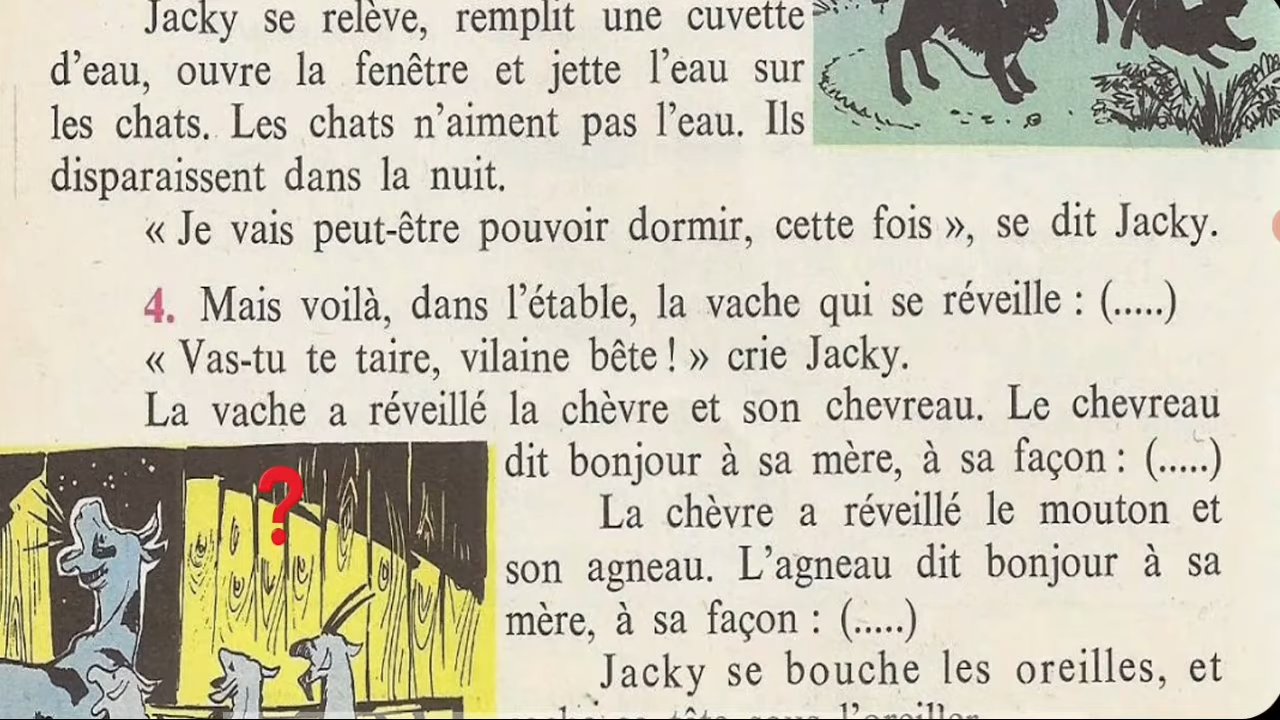 Jacky se relève, remplit une cuvette
d'eau, ouvre la fenêtre et jette l'eau sur
les chats. Les chats n'aiment pas l'eau. Ils
disparaissent dans la nuit.
« Je vais peut-être pouvoir dormir, cette fois », se dit Jacky.
4. Mais voilà, dans l'étable, la vache qui se réveille : (.....)
« Vas-tu te taire, vilaine bête ! » crie Jacky.
La vache a réveillé la chèvre et son chevreau. Le chevreau
dit bonjour à sa mère, à sa façon : (.....)
La chèvre a réveillé le mouton et
son agneau. L'agneau dit bonjour à sa
mère, à sa façon : (.....)
Jacky se bouche les oreilles, et
?